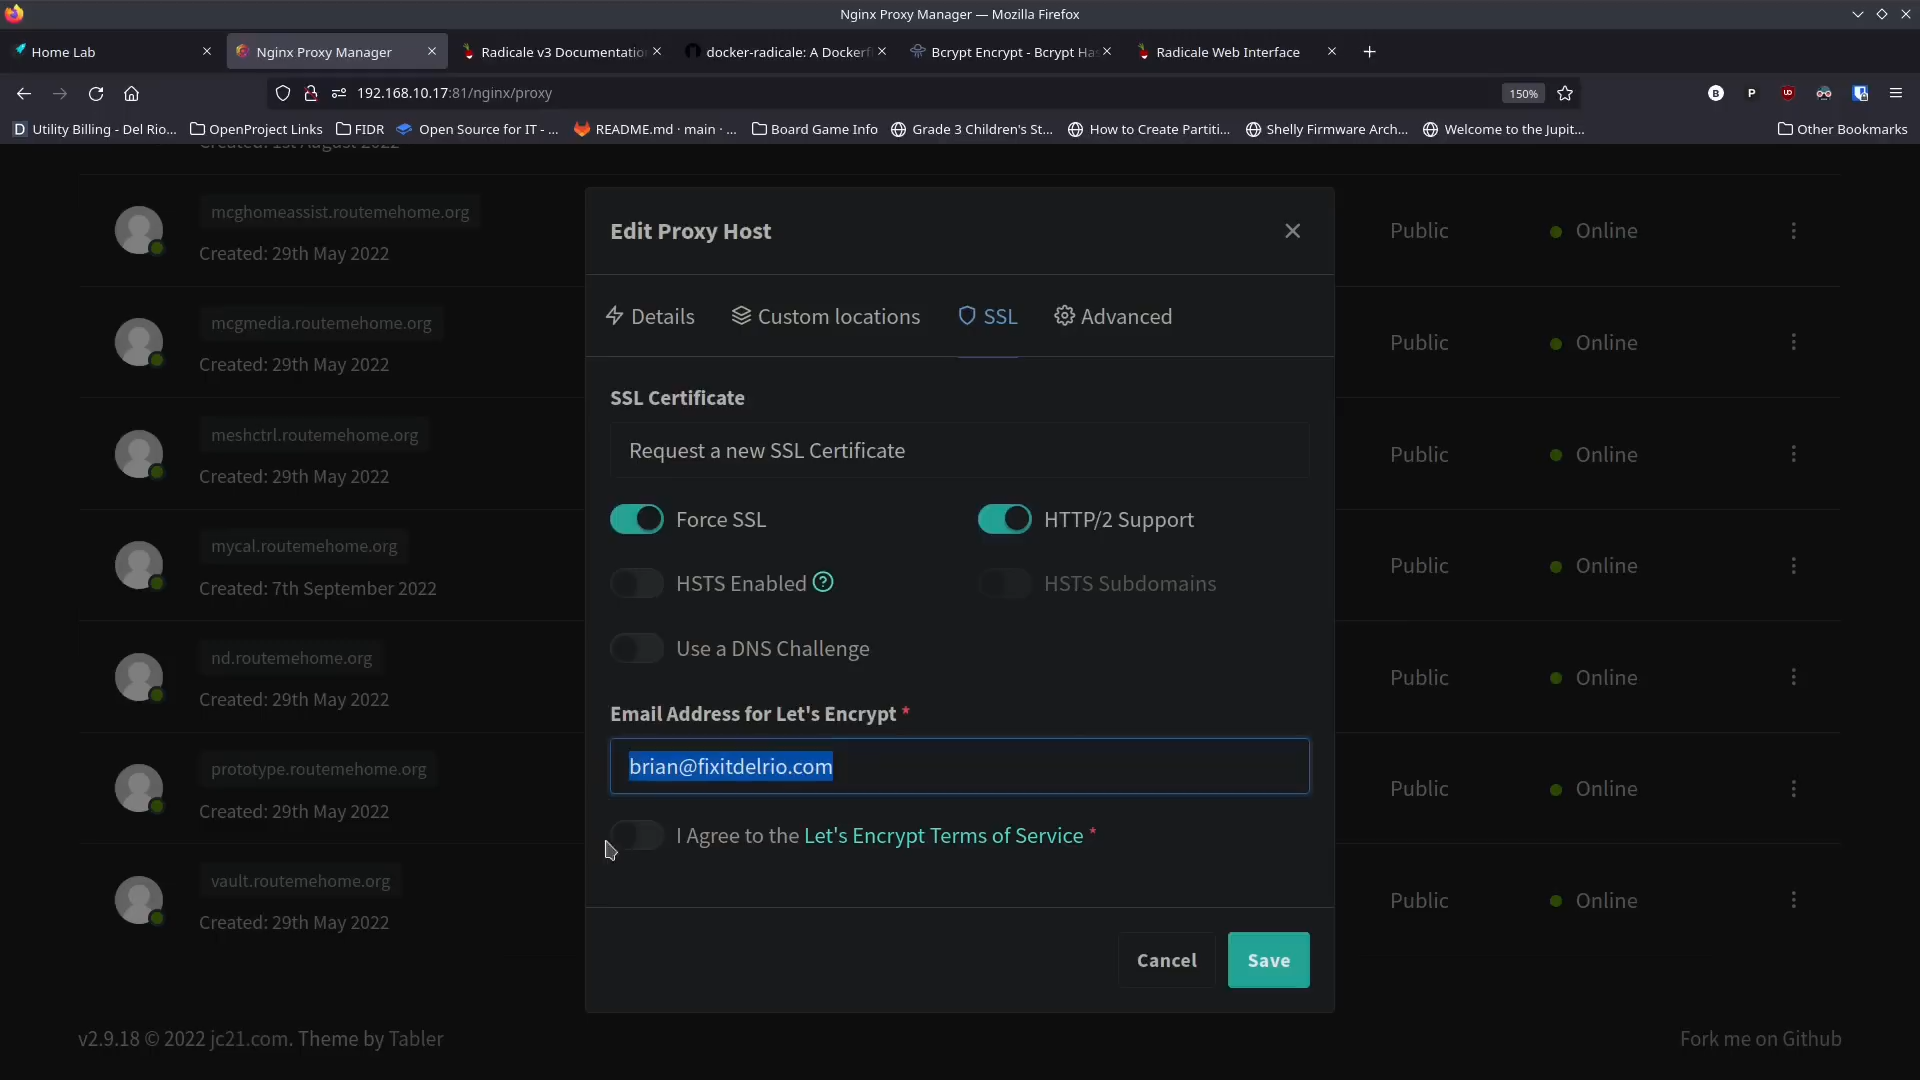 Nginx Proxy Manager — Mozilla Firefox
Home Lab
Nginx Proxy Manager
Radicale v3 Documentatio
docker-radicale: A Dockerf
Bcrypt Encrypt - Bcrypt Ha
Radicale Web Interface
192.168.10.17:81/nginx/proxy
150%
Utility Billing - Del Rio...
OpenProject Links
FIDR
Open Source for IT - ...
README.md · main · ...
Board Game Info
Grade 3 Children's St...
How to Create Partiti...
Shelly Firmware Arch...
Welcome to the Jupit...
Other Bookmarks
Created: 1st August 2022
mcghomeassist.routemehome.org
Created: 29th May 2022
Public
Online
mcgmedia.routemehome.org
Created: 29th May 2022
Public
Online
meshctrl.routemehome.org
Created: 29th May 2022
Public
Online
mycal.routemehome.org
Created: 7th September 2022
Public
Online
nd.routemehome.org
Created: 29th May 2022
Public
Online
prototype.routemehome.org
Created: 29th May 2022
Public
Online
vault.routemehome.org
Created: 29th May 2022
Public
Online
Edit Proxy Host
Details
Custom locations
SSL
Advanced
SSL Certificate
Request a new SSL Certificate
Force SSL
HTTP/2 Support
HSTS Enabled
HSTS Subdomains
Use a DNS Challenge
Email Address for Let's Encrypt *
brian@fixitdelrio.com
I Agree to the Let's Encrypt Terms of Service *
Cancel
Save
v2.9.18 © 2022 jc21.com. Theme by Tabler
Fork me on Github